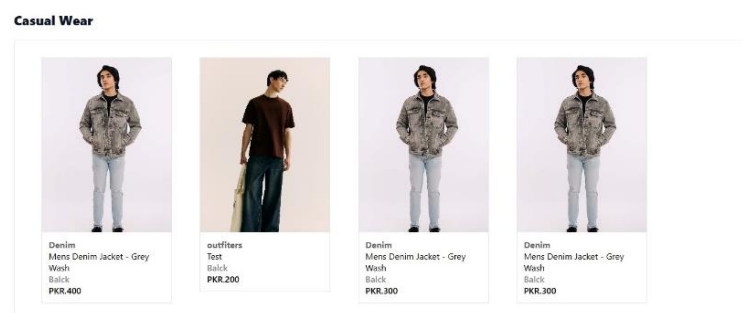 Casual Wear
Denim
Mens Denim Jacket - Grey
Wash
Balck
PKR.400
outfiters
Test
Balck
PKR.200
Denim
Mens Denim Jacket - Grey
Wash
Balck
PKR.300
Denim
Mens Denim Jacket - Grey
Wash
Balck
PKR.300